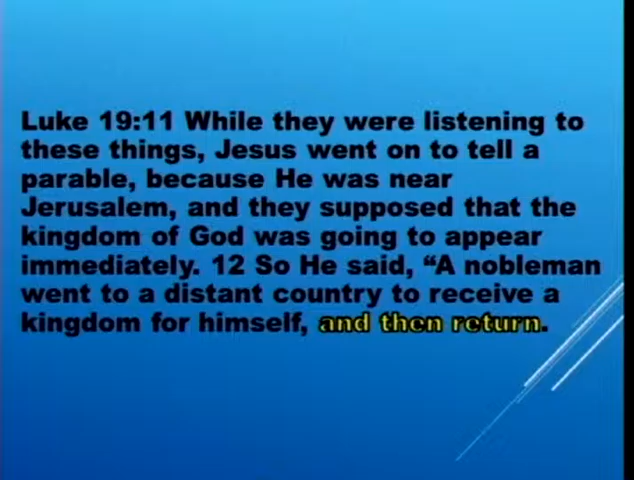 Luke 19:11 While they were listening to
these things, Jesus went on to tell a
parable, because He was near
Jerusalem, and they supposed that the
kingdom of God was going to appear
immediately. 12 So He said, “A nobleman
went to a distant country to receive a
kingdom for himself, and then return.